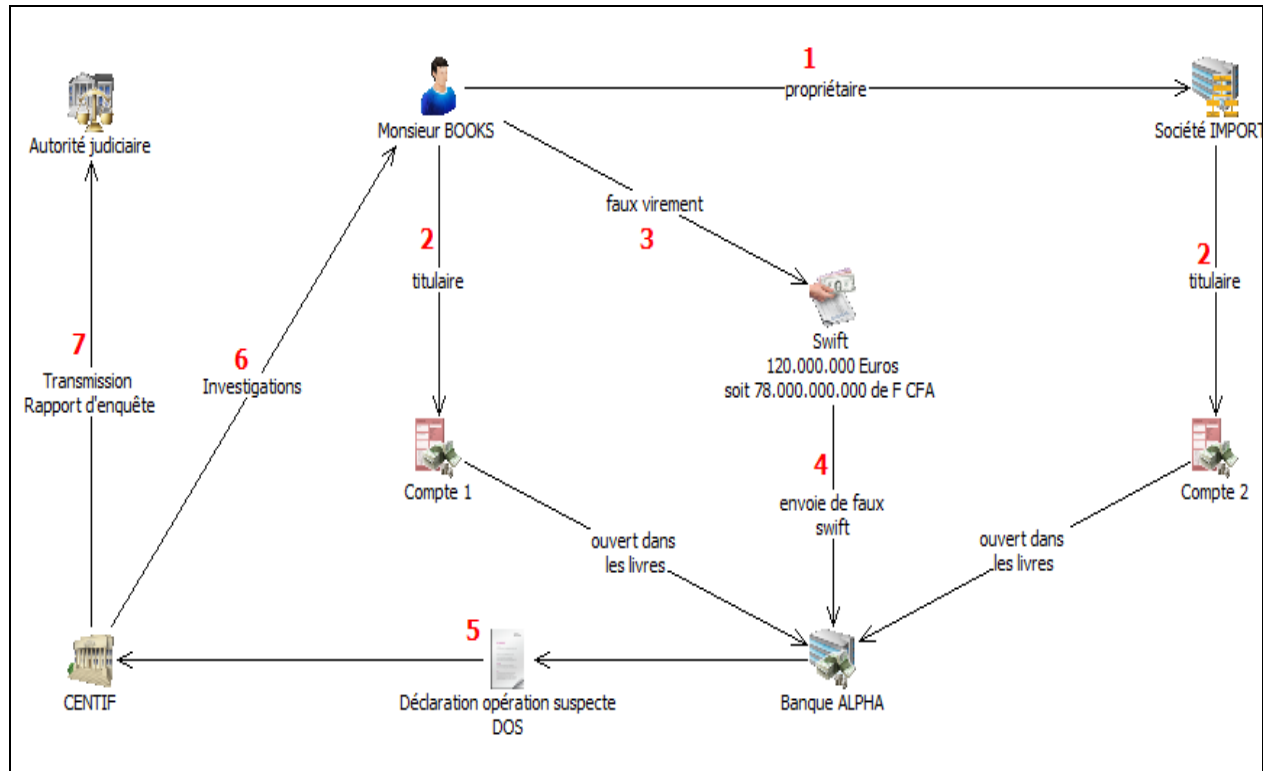 1
propriétaire
Autorité judiciaire
Monsieur BOOKS
Société IMPORT
faux virement
3
2
titulaire
2
titulaire
Swift
120.000.000 Euros
soit 78.000.000.000 de F CFA
7
Transmission
Rapport d'enquête
6
Investigations
Compte 1
4
envoie de faux
swift
Compte 2
ouvert dans
les livres
ouvert dans
les livres
5
CENTIF
Déclaration opération suspecte
DOS
Banque ALPHA